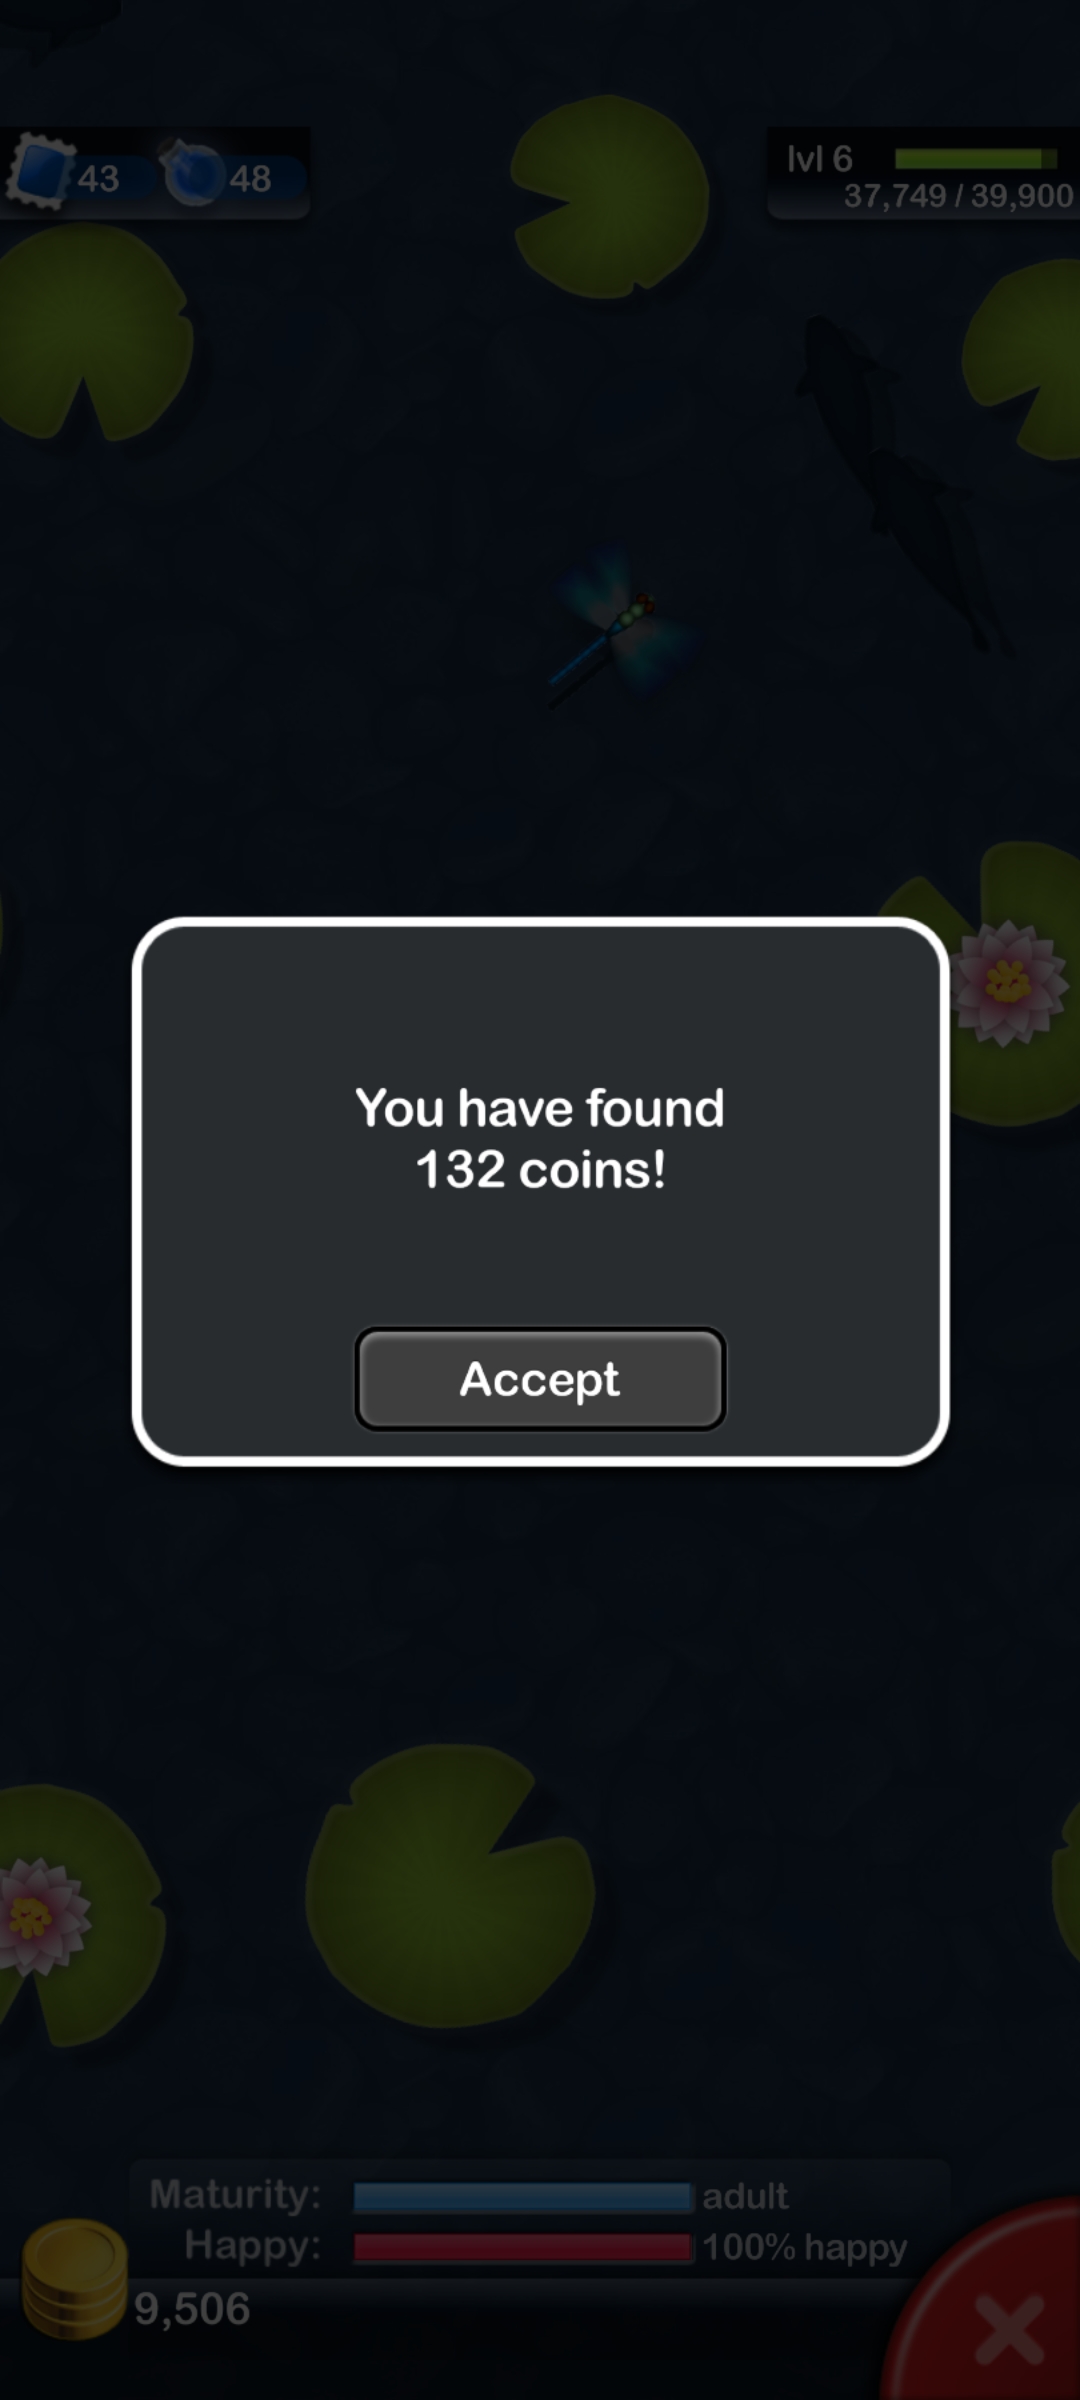 43 48
lvl 6
37,749 / 39,900
You have found
132 coins!
Accept
Maturity: adult
Happy: 100% happy
9,506